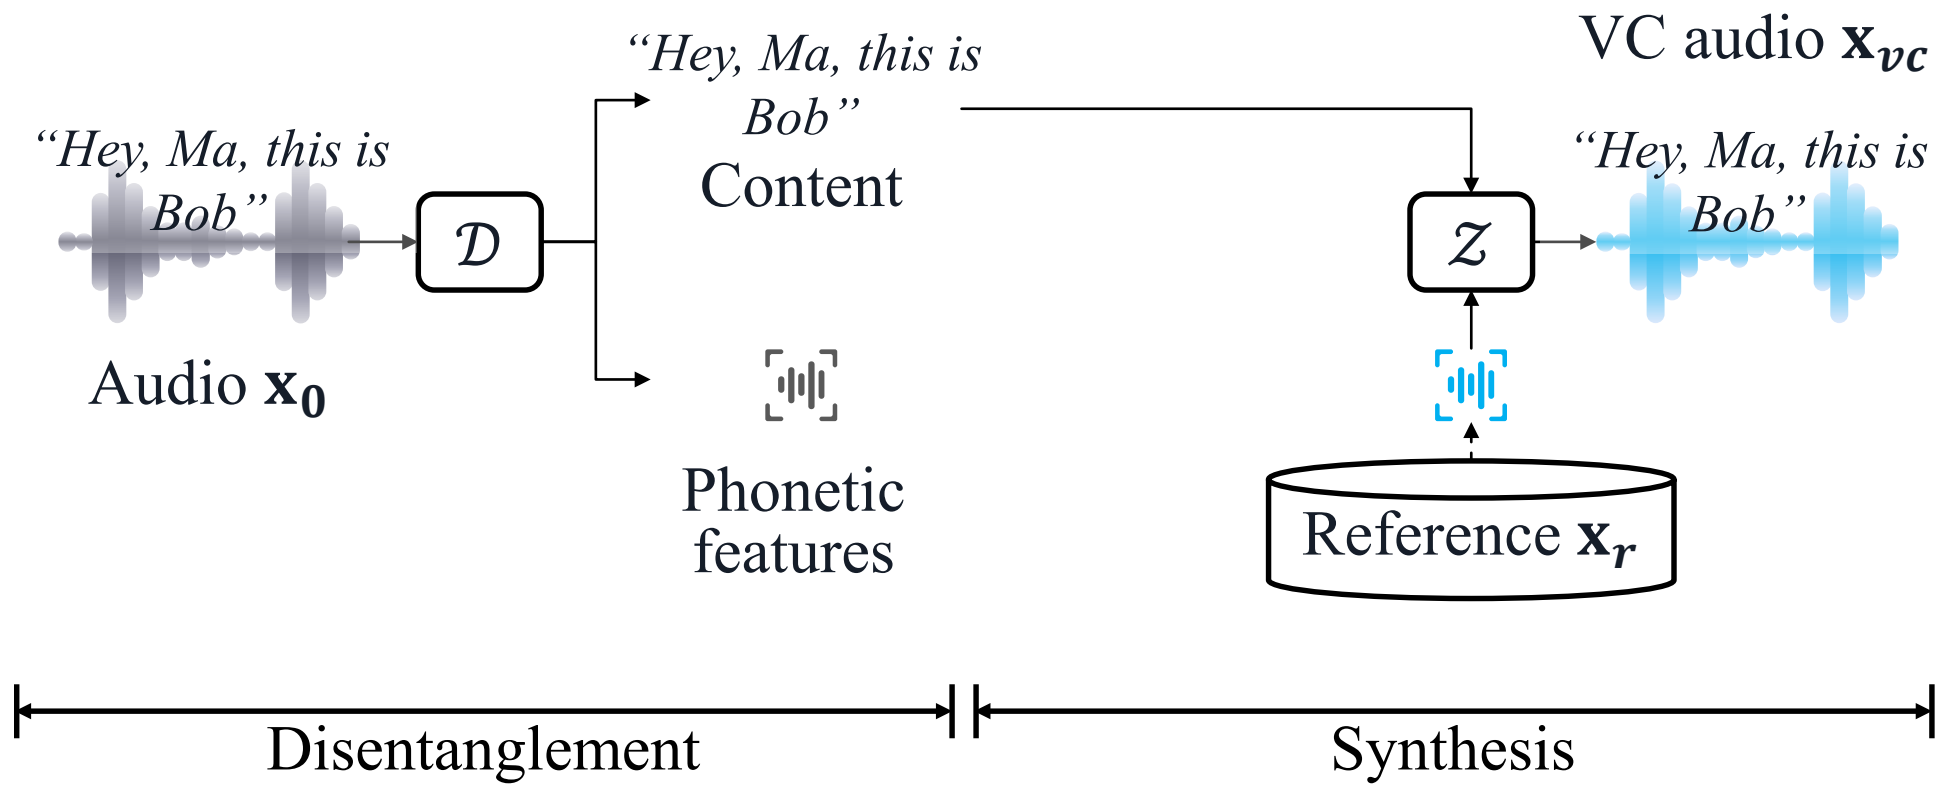 “Hey, Ma, this is
Bob”
Audio x₀
𝒟
“Hey, Ma, this is
Bob”
Content
Phonetic
features
VC audio x_vc
“Hey, Ma, this is
Bob”
𝒵
Reference x_r
Disentanglement
Synthesis